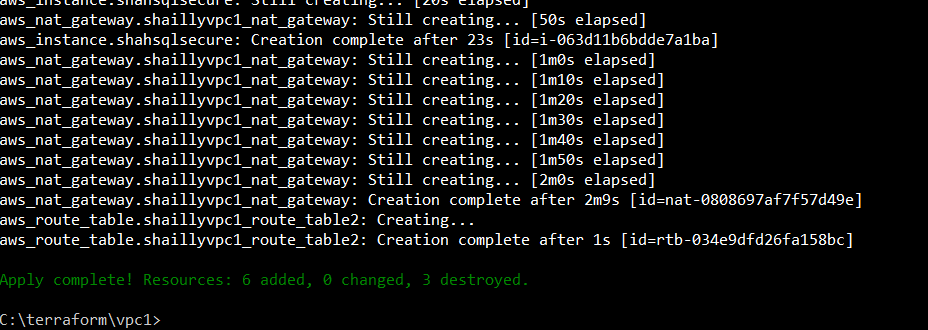 aws_instance.shahsqlsecure: Still creating... [20s elapsed]
aws_nat_gateway.shaillyvpc1_nat_gateway: Still creating... [50s elapsed]
aws_instance.shahsqlsecure: Creation complete after 23s [id=i-063d11b6bdde7a1ba]
aws_nat_gateway.shaillyvpc1_nat_gateway: Still creating... [1m0s elapsed]
aws_nat_gateway.shaillyvpc1_nat_gateway: Still creating... [1m10s elapsed]
aws_nat_gateway.shaillyvpc1_nat_gateway: Still creating... [1m20s elapsed]
aws_nat_gateway.shaillyvpc1_nat_gateway: Still creating... [1m30s elapsed]
aws_nat_gateway.shaillyvpc1_nat_gateway: Still creating... [1m40s elapsed]
aws_nat_gateway.shaillyvpc1_nat_gateway: Still creating... [1m50s elapsed]
aws_nat_gateway.shaillyvpc1_nat_gateway: Still creating... [2m0s elapsed]
aws_nat_gateway.shaillyvpc1_nat_gateway: Creation complete after 2m9s [id=nat-0808697af7f57d49e]
aws_route_table.shaillyvpc1_route_table2: Creating...
aws_route_table.shaillyvpc1_route_table2: Creation complete after 1s [id=rtb-034e9dfd26fa158bc]
Apply complete! Resources: 6 added, 0 changed, 3 destroyed.
C:\terraform\vpc1>